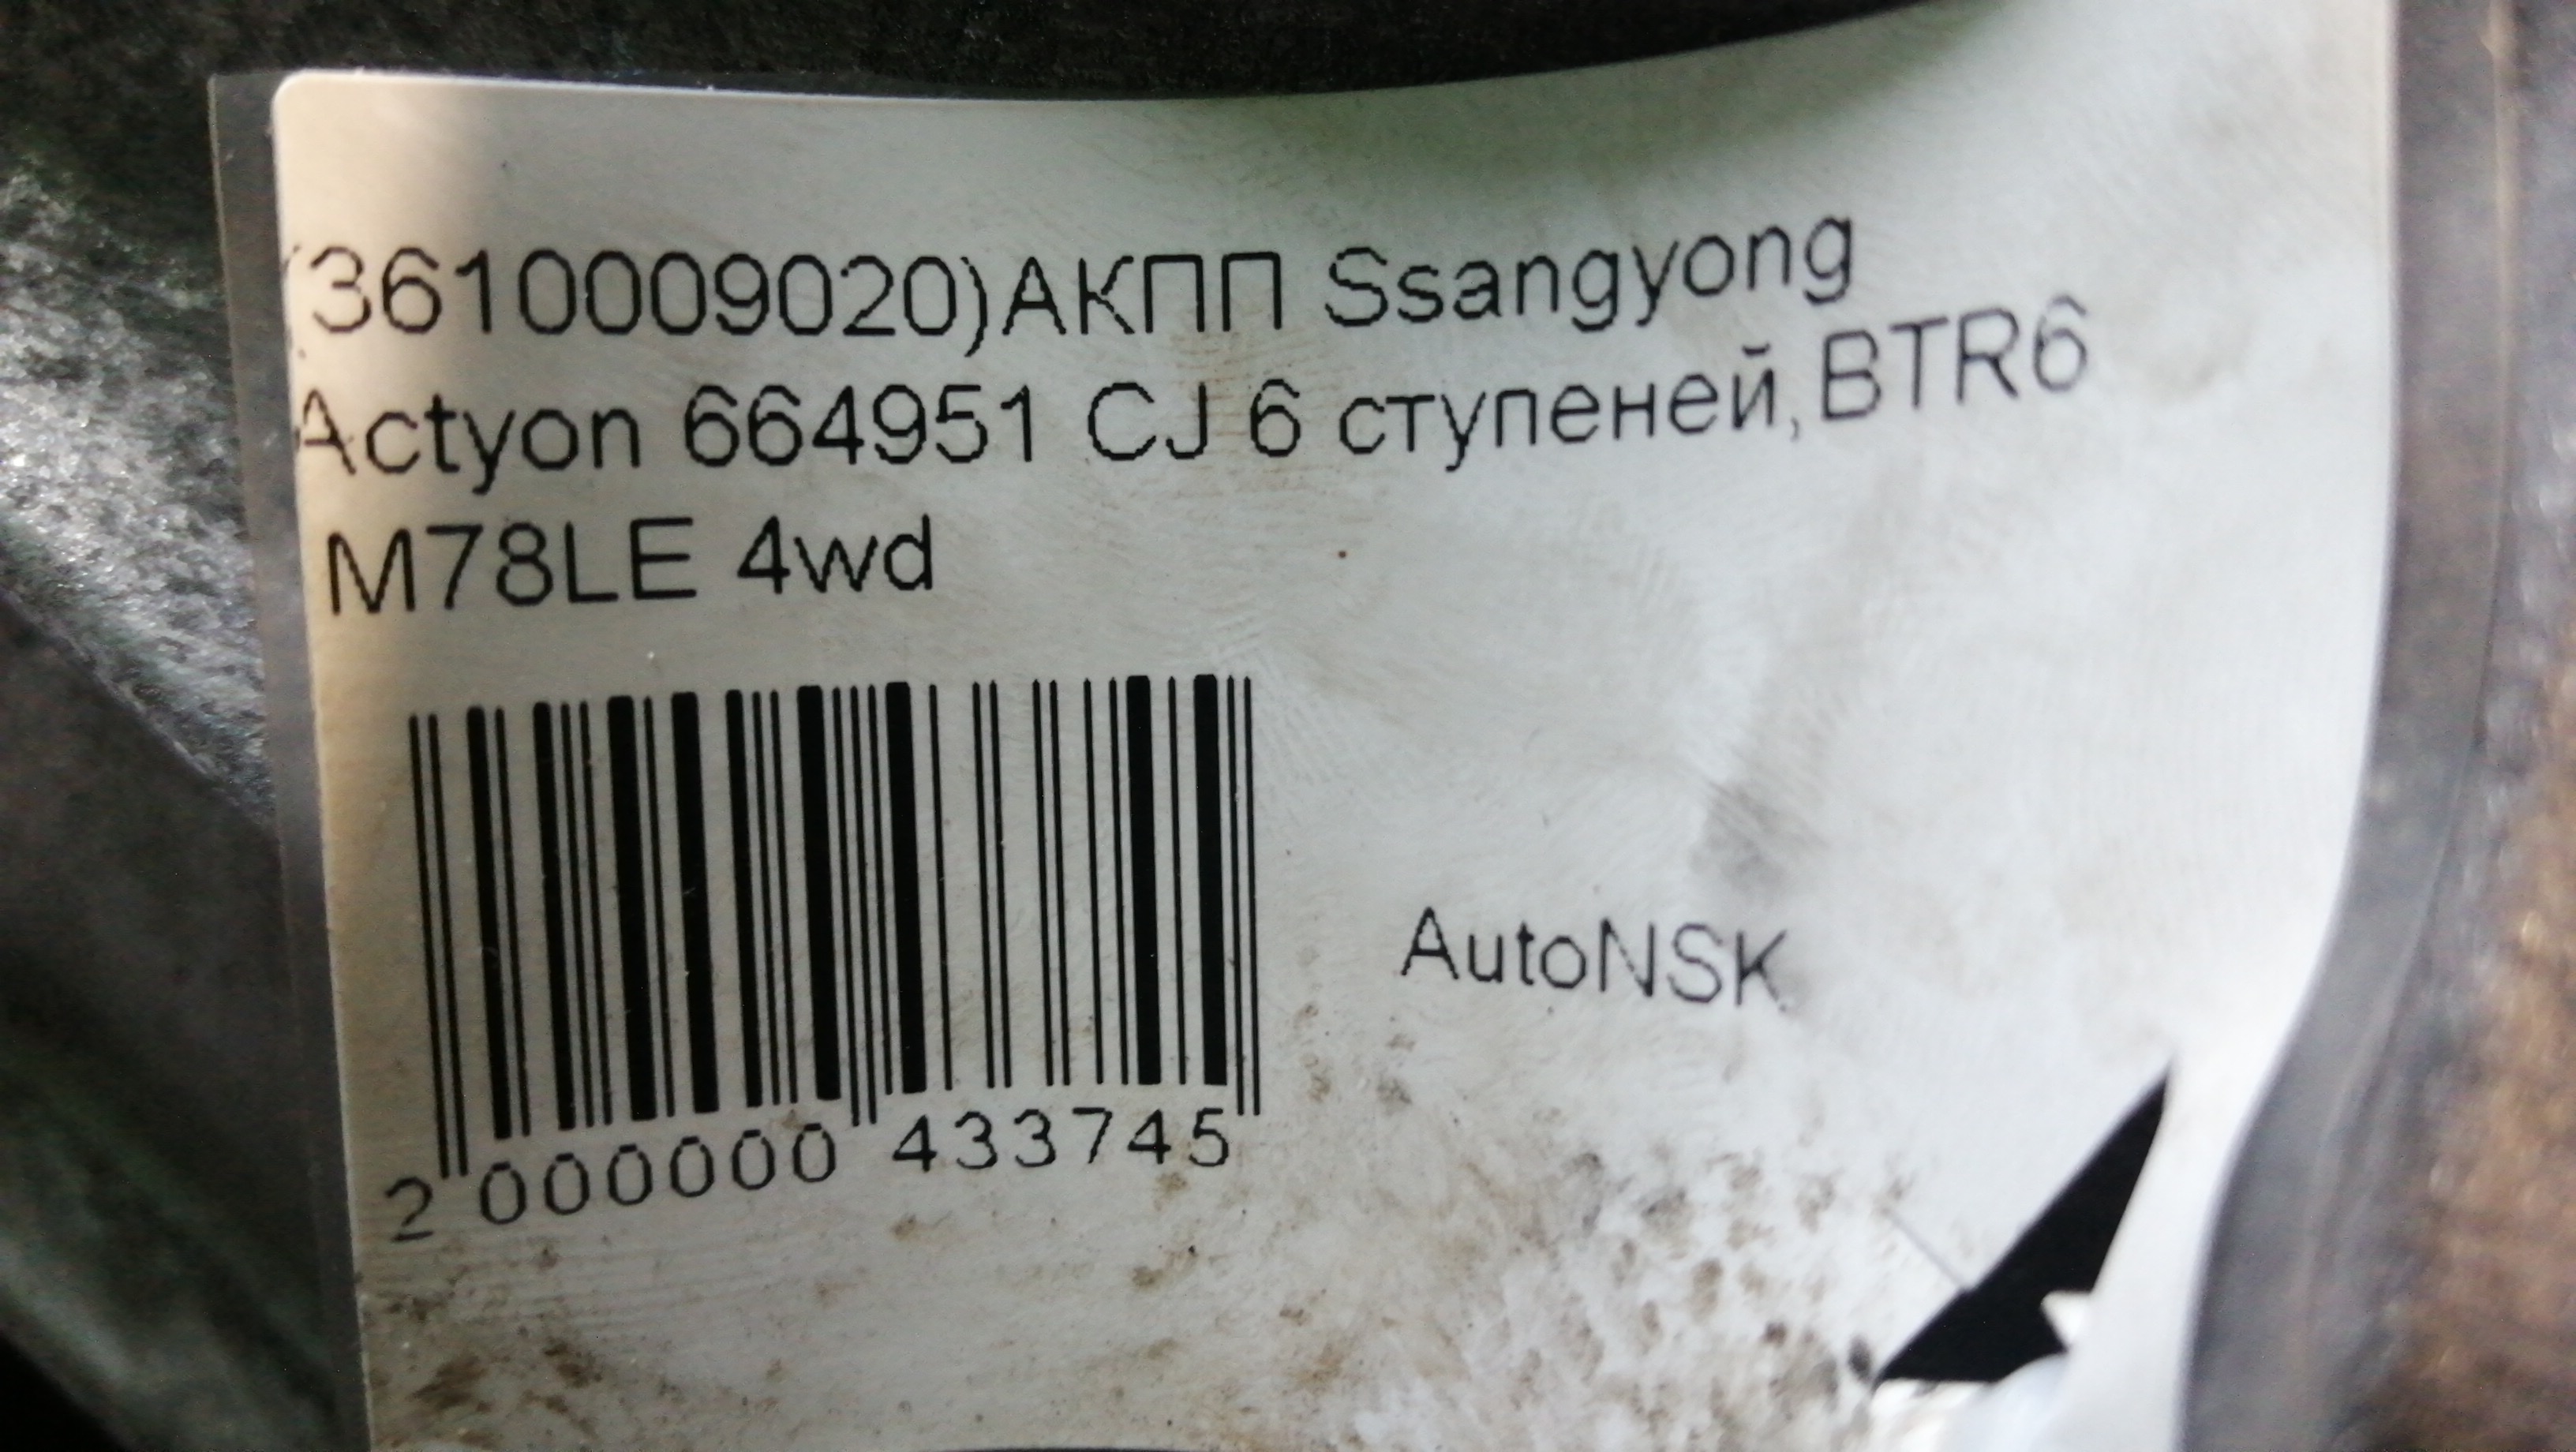 (3610009020)АКПП Ssangyong
Actyon 664951 CJ 6 ступеней,BTR6
M78LE 4wd
AutoNSK
2 000000 433745